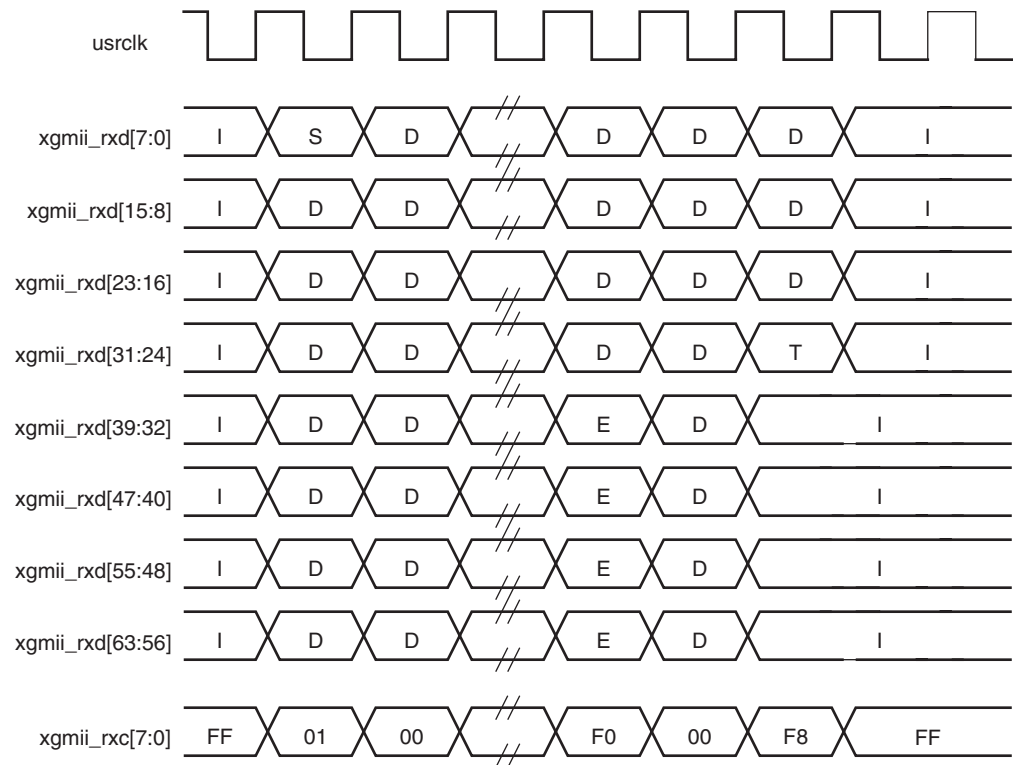 usrclk
xgmii_rxd[7:0] I S D D D D I
xgmii_rxd[15:8] I D D D D D I
xgmii_rxd[23:16] I D D D D D I
xgmii_rxd[31:24] I D D D D T I
xgmii_rxd[39:32] I D D E D I
xgmii_rxd[47:40] I D D E D I
xgmii_rxd[55:48] I D D E D I
xgmii_rxd[63:56] I D D E D I
xgmii_rxc[7:0] FF 01 00 F0 00 F8 FF